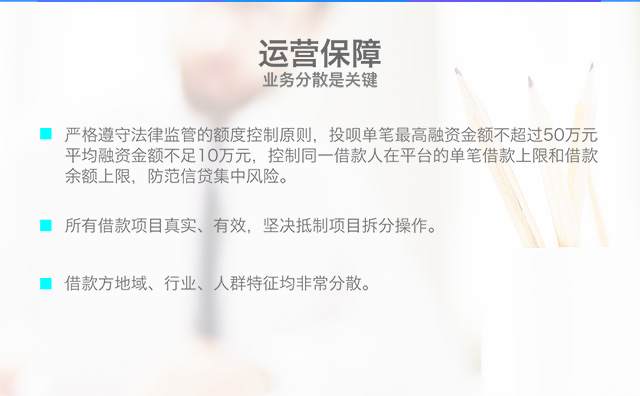 运营保障
业务分散是关键
严格遵守法律监管的额度控制原则，投呗单笔最高融资金额不超过50万元
平均融资金额不足10万元，控制同一借款人在平台的单笔借款上限和借款
余额上限，防范信贷集中风险。
所有借款项目真实、有效，坚决抵制项目拆分操作。
借款方地域、行业、人群特征均非常分散。